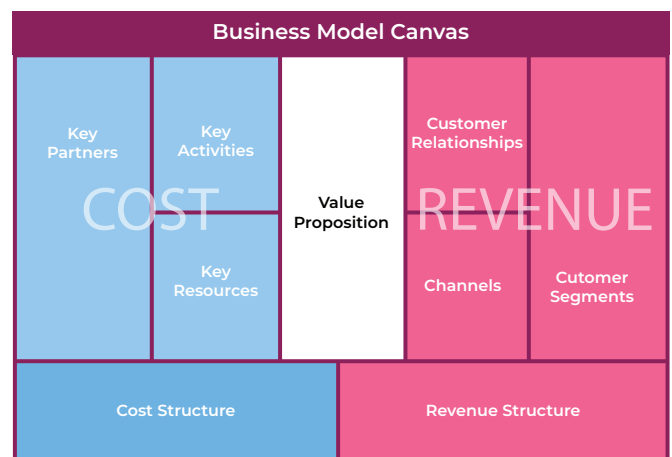 Business Model Canvas
Key
Partners
Key
Activities
Key
Resources
COST
Value
Proposition
Customer
Relationships
REVENUE
Channels
Cutomer
Segments
Cost Structure
Revenue Structure